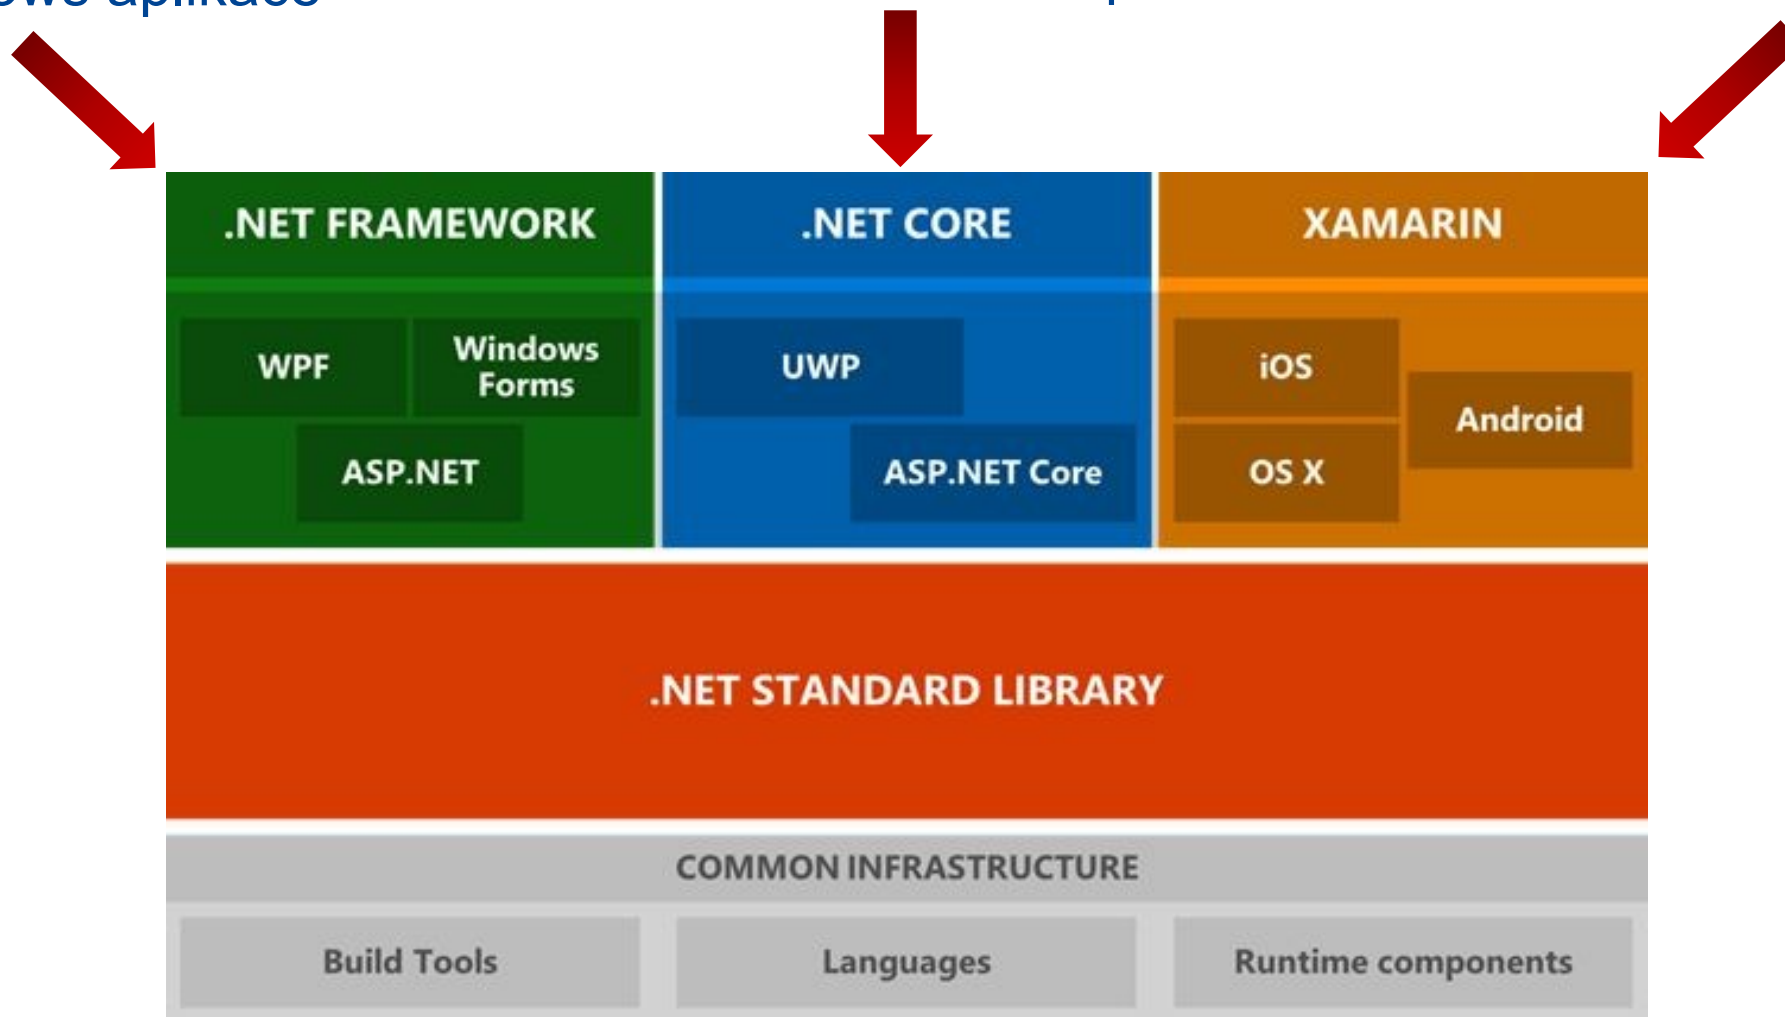 aplikace
.NET FRAMEWORK
.NET CORE
XAMARIN
WPF
Windows
Forms
ASP.NET
UWP
ASP.NET Core
iOS
Android
OS X
.NET STANDARD LIBRARY
COMMON INFRASTRUCTURE
Build Tools
Languages
Runtime components